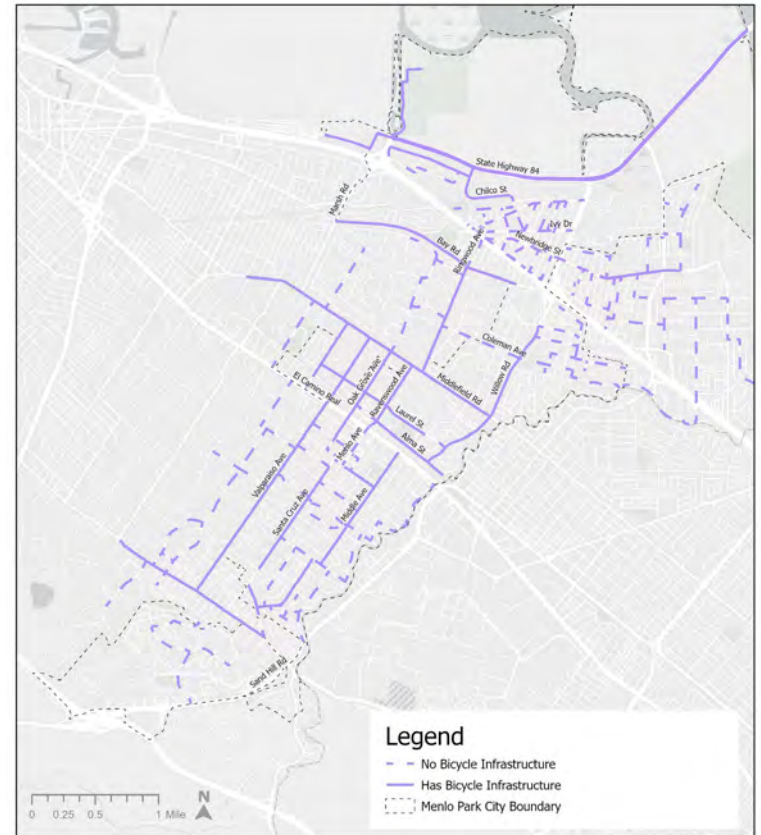 State Highway 84
Chilco St
Marsh Rd
Ivy Dr
Newbridge St
Bay Rd
Ringwood Ave
Coleman Ave
Willow Rd
Oak Grove Ave
Middlefield Rd
El Camino Real
Ravenswood Ave
Laurel St
Menlo Ave
Alma St
Valparaiso Ave
Santa Cruz Ave
Middle Ave
Sand Hill Rd
Legend
No Bicycle Infrastructure
Has Bicycle Infrastructure
Menlo Park City Boundary
N
0 0.25 0.5 1 Mile